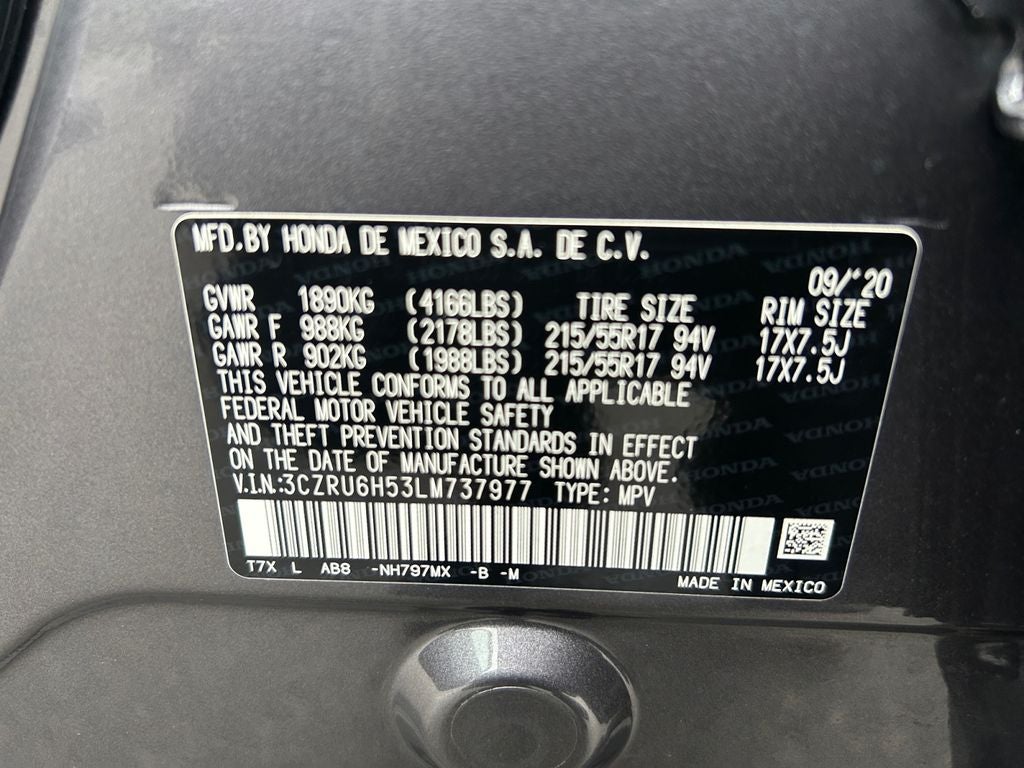 MFD.BY HONDA DE MEXICO S.A. DE C.V.
09/'20
GVWR 1890KG (4166LBS) TIRE SIZE RIM SIZE
GAWR F 988KG (2178LBS) 215/55R17 94V 17X7.5J
GAWR R 902KG (1988LBS) 215/55R17 94V 17X7.5J
THIS VEHICLE CONFORMS TO ALL APPLICABLE
FEDERAL MOTOR VEHICLE SAFETY
AND THEFT PREVENTION STANDARDS IN EFFECT
ON THE DATE OF MANUFACTURE SHOWN ABOVE.
V.I.N.:3CZRU6H53LM737977 TYPE: MPV
T7X L AB8 -NH797MX -B -M
MADE IN MEXICO